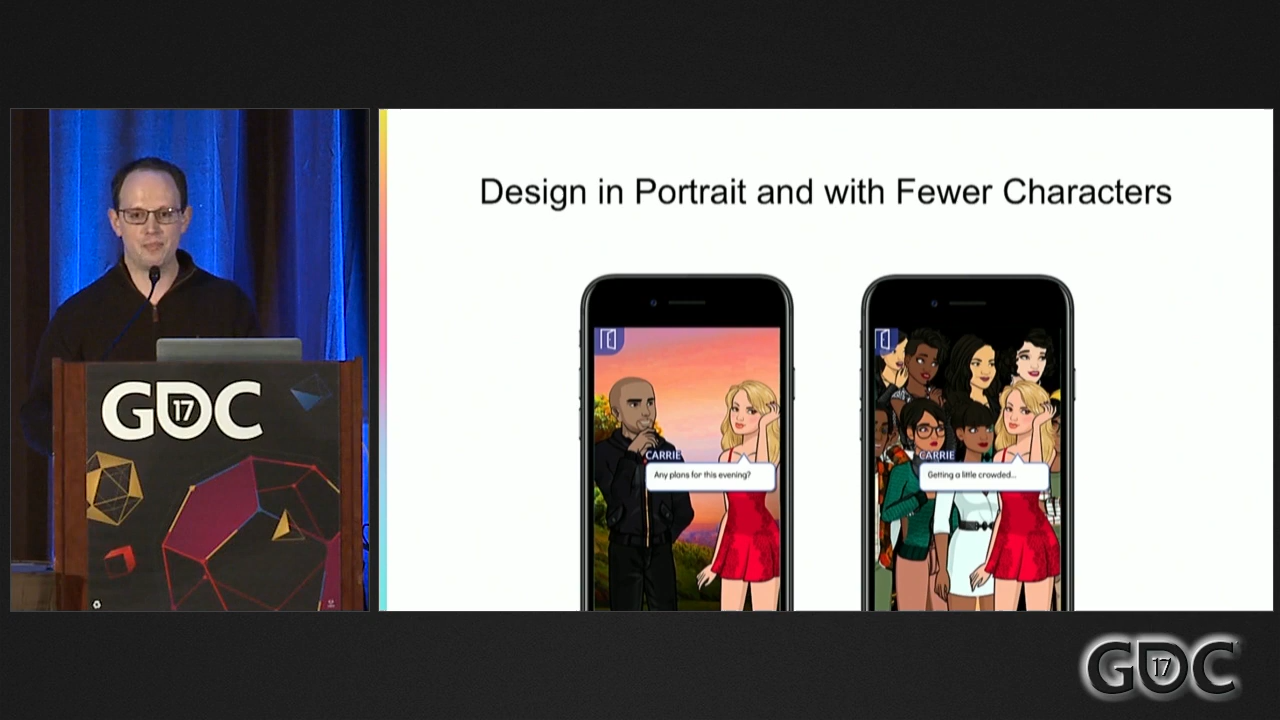 Design in Portrait and with Fewer Characters
CARRIE
Any plans for this evening?
CARRIE
Getting a little crowded...
GDC
17
GDC
17